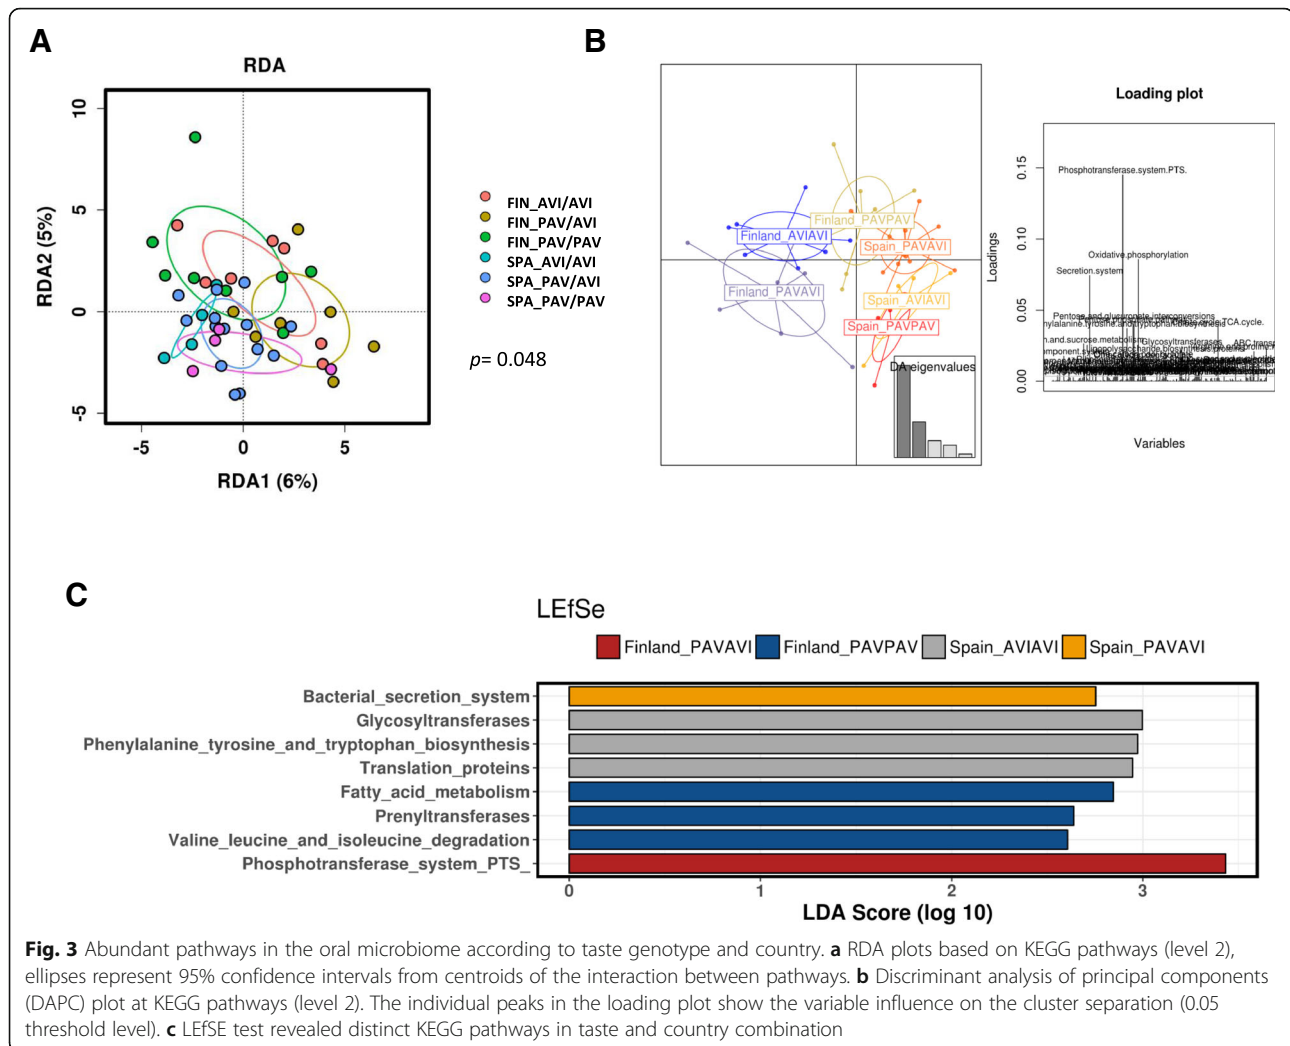 A
RDA
RDA2 (5%)
10
5
0
-5
-5 0 5
RDA1 (6%)
FIN_AVI/AVI
FIN_PAV/AVI
FIN_PAV/PAV
SPA_AVI/AVI
SPA_PAV/AVI
SPA_PAV/PAV
p= 0.048
B
Finland_PAVPAV
Finland_AVIAVI
Spain_PAVAVI
Finland_PAVAVI
Spain_AVIAVI
Spain_PAVPAV
DA eigenvalues
Loading plot
Loadings
0.15
0.10
0.05
0.00
Phosphotransferase.system.PTS.
Oxidative.phosphorylation
Secretion.system
Pentose.and.glucuronate.interconversions
TCA.cycle.
Glycosyltransferases
Variables
C
LEfSe
Finland_PAVAVI Finland_PAVPAV Spain_AVIAVI Spain_PAVAVI
Bacterial_secretion_system
Glycosyltransferases
Phenylalanine_tyrosine_and_tryptophan_biosynthesis
Translation_proteins
Fatty_acid_metabolism
Prenyltransferases
Valine_leucine_and_isoleucine_degradation
Phosphotransferase_system_PTS_
0 1 2 3
LDA Score (log 10)
Fig. 3 Abundant pathways in the oral microbiome according to taste genotype and country. a RDA plots based on KEGG pathways (level 2),
ellipses represent 95% confidence intervals from centroids of the interaction between pathways. b Discriminant analysis of principal components
(DAPC) plot at KEGG pathways (level 2). The individual peaks in the loading plot show the variable influence on the cluster separation (0.05
threshold level). c LEfSE test revealed distinct KEGG pathways in taste and country combination